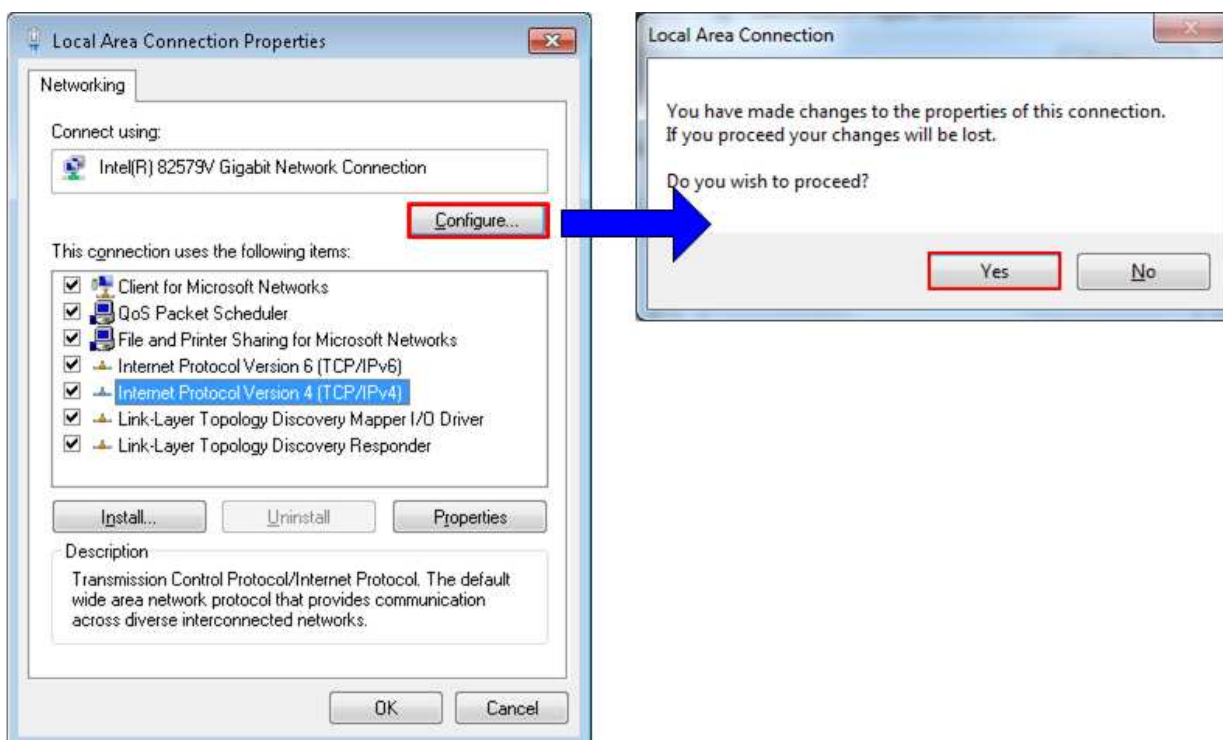 Local Area Connection Properties
Networking
Connect using:
Intel(R) 82579V Gigabit Network Connection
Configure...
This connection uses the following items:
Client for Microsoft Networks
QoS Packet Scheduler
File and Printer Sharing for Microsoft Networks
Internet Protocol Version 6 (TCP/IPv6)
Internet Protocol Version 4 (TCP/IPv4)
Link-Layer Topology Discovery Mapper I/O Driver
Link-Layer Topology Discovery Responder
Install...
Uninstall
Properties
Description
Transmission Control Protocol/Internet Protocol. The default
wide area network protocol that provides communication
across diverse interconnected networks.
OK
Cancel
Local Area Connection
You have made changes to the properties of this connection.
If you proceed your changes will be lost.
Do you wish to proceed?
Yes
No